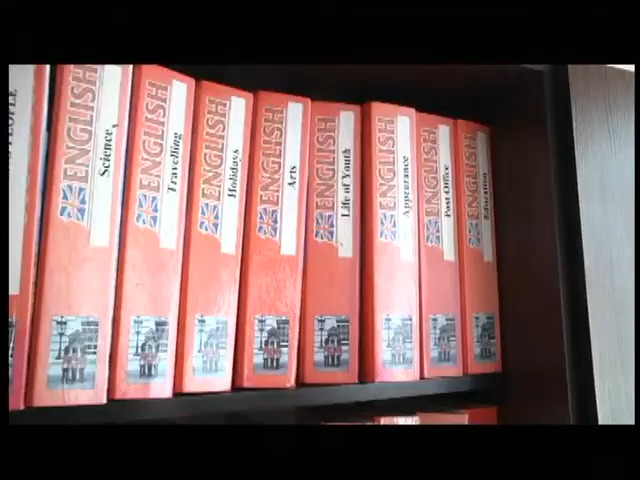 PEOPLE
ENGLISH
Science,
ENGLISH
Travelling
ENGLISH
Holidays
ENGLISH
Arts
ENGLISH
Life of Youth
ENGLISH
Appearance
ENGLISH
Post Office
ENGLISH
Education